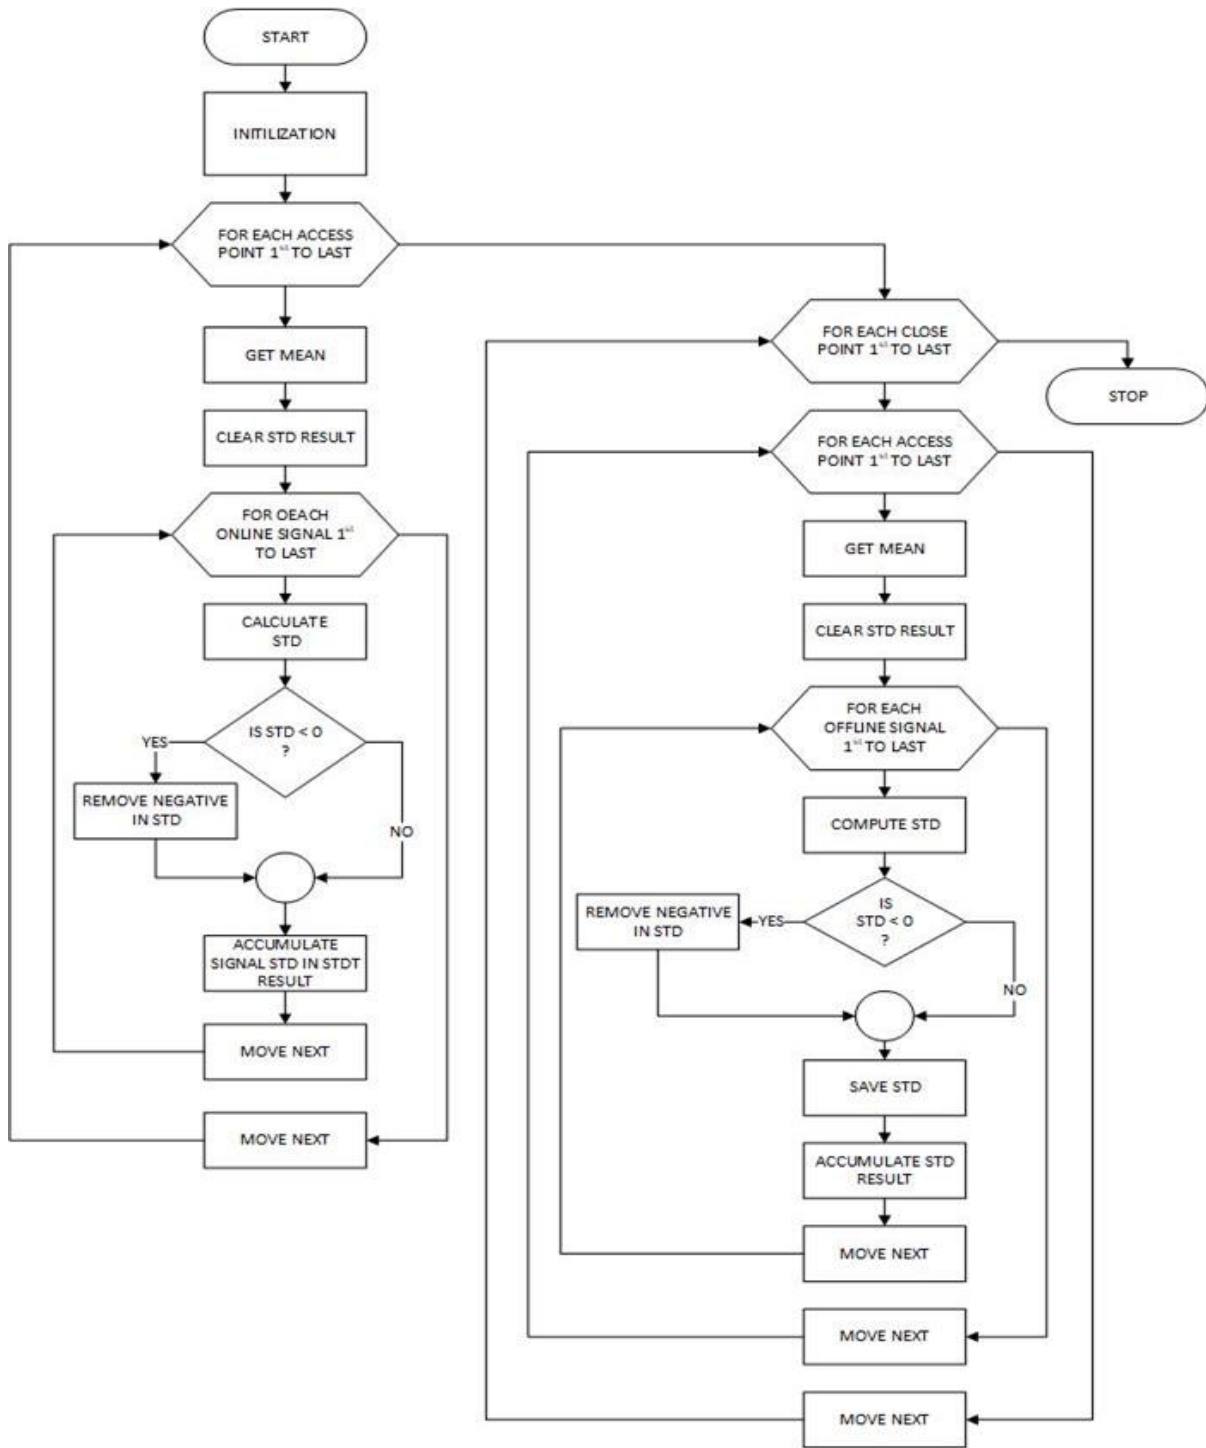 START
INITILIZATION
FOR EACH ACCESS
POINT 1st TO LAST
GET MEAN
CLEAR STD RESULT
FOR OEACH
ONLINE SIGNAL 1st
TO LAST
CALCULATE
STD
IS STD < 0
?
YES
REMOVE NEGATIVE
IN STD
NO
ACCUMULATE
SIGNAL STD IN STDT
RESULT
MOVE NEXT
MOVE NEXT
FOR EACH CLOSE
POINT 1st TO LAST
STOP
FOR EACH ACCESS
POINT 1st TO LAST
GET MEAN
CLEAR STD RESULT
FOR EACH
OFFLINE SIGNAL
1st TO LAST
COMPUTE STD
IS
STD < 0
?
YES
REMOVE NEGATIVE
IN STD
NO
SAVE STD
ACCUMULATE STD
RESULT
MOVE NEXT
MOVE NEXT
MOVE NEXT